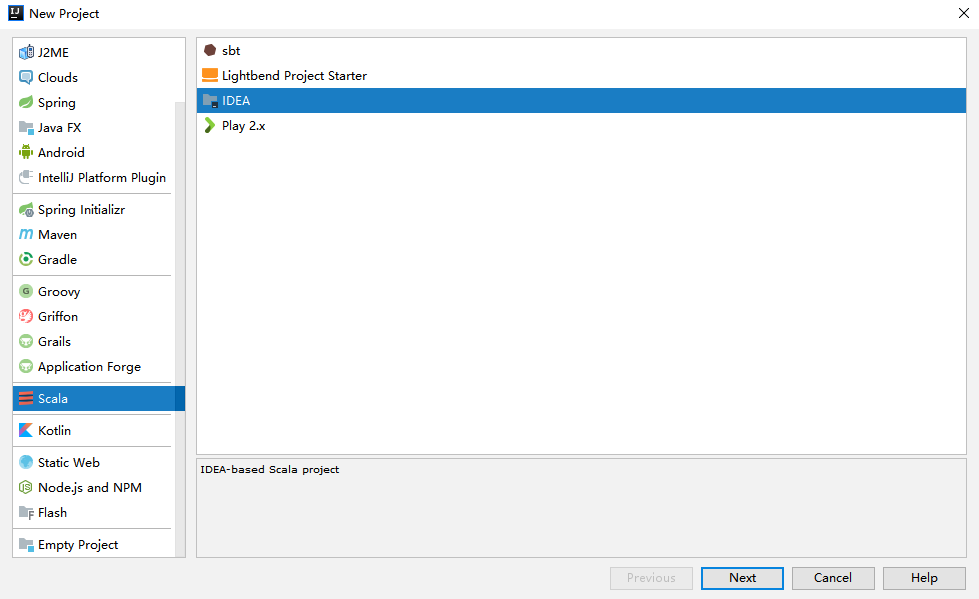 New Project
J2ME
Clouds
Spring
Java FX
Android
IntelliJ Platform Plugin
Spring Initializr
Maven
Gradle
Groovy
Griffon
Grails
Application Forge
Scala
Kotlin
Static Web
Node.js and NPM
Flash
Empty Project
sbt
Lightbend Project Starter
IDEA
Play 2.x
IDEA-based Scala project
Previous
Next
Cancel
Help